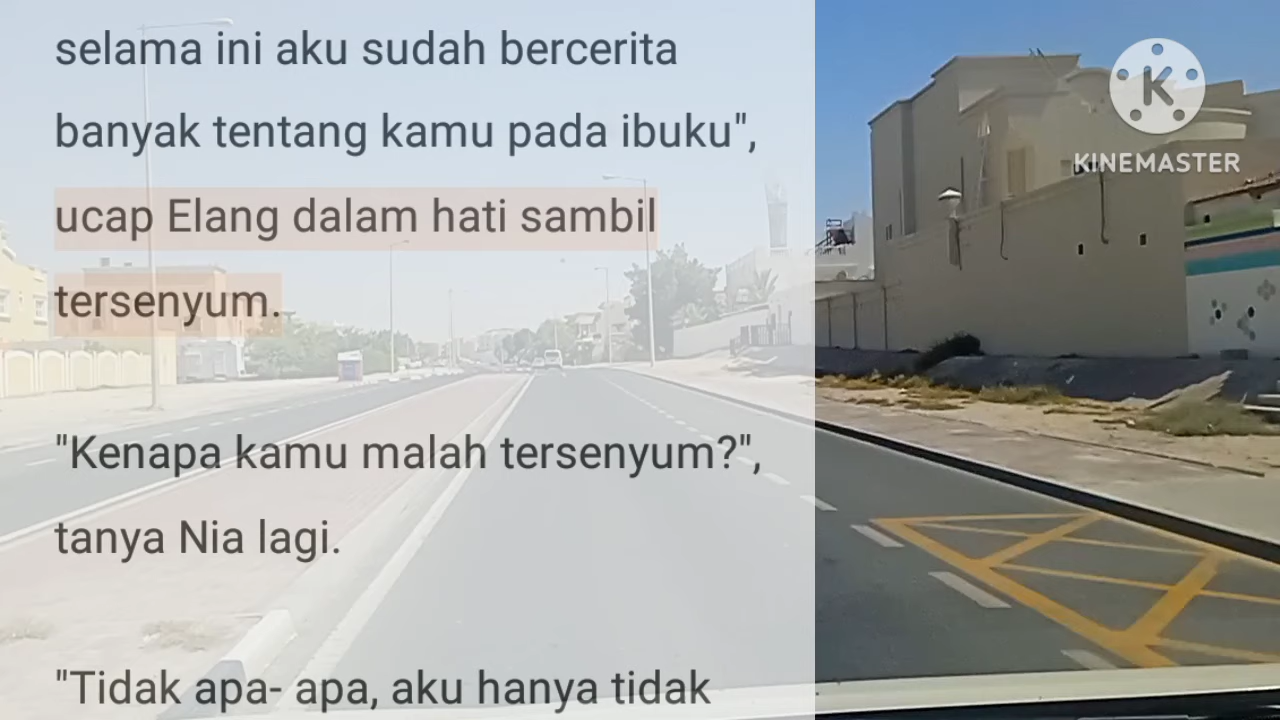 selama ini aku sudah bercerita
banyak tentang kamu pada ibuku",
ucap Elang dalam hati sambil
tersenyum.
"Kenapa kamu malah tersenyum?",
tanya Nia lagi.
"Tidak apa- apa, aku hanya tidak
K
KINEMASTER